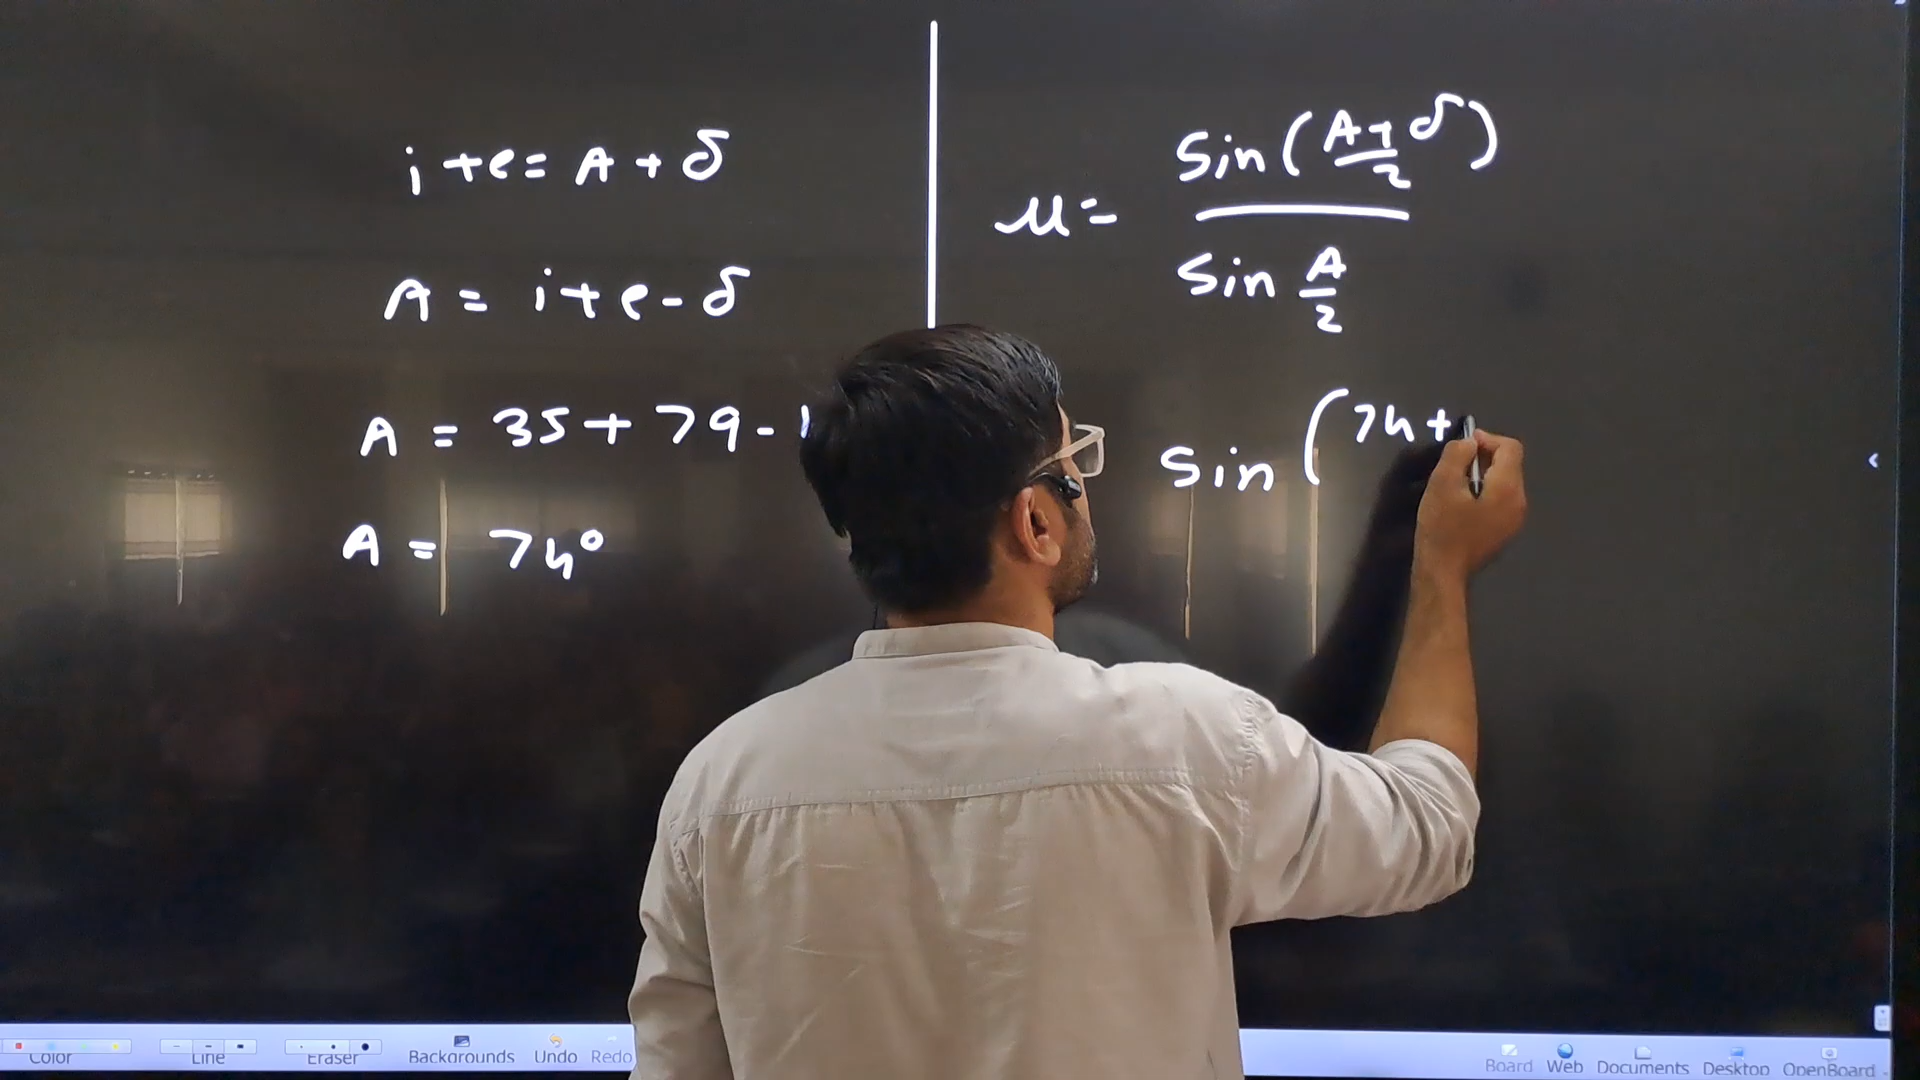 i + e = A + δ
A = i + e - δ
A = 35 + 79 -
A = 74°
μ = sin(A+δ/2) / sin A/2
sin (74 +
Color Line Eraser Backgrounds Undo Redo Board Web Documents Desktop OpenBoard